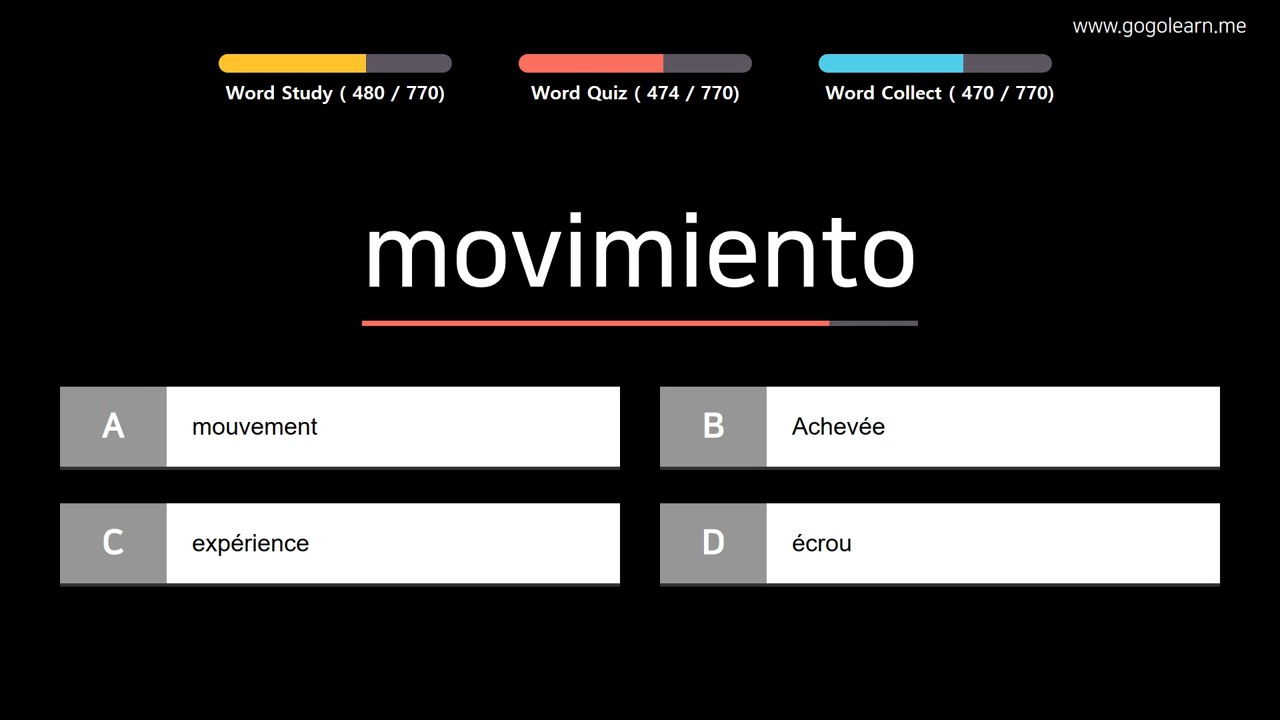 www.gogolearn.me
Word Study ( 480 / 770)
Word Quiz ( 474 / 770)
Word Collect ( 470 / 770)
movimiento
A mouvement
B Achevée
C expérience
D écrou